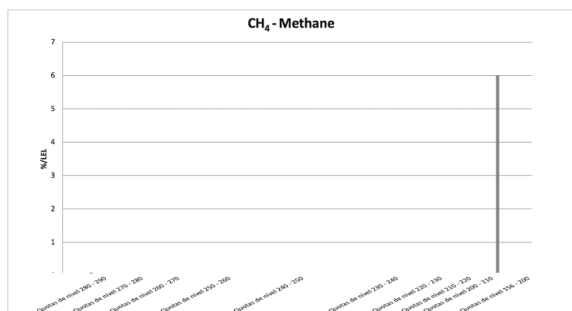 CH₄ - Methane
7
6
5
4
3
2
1
%/LEL
Quotas de nivel 280 - 290
Quotas de nivel 270 - 280
Quotas de nivel 260 - 270
Quotas de nivel 250 - 260
Quotas de nivel 240 - 250
Quotas de nivel 230 - 240
Quotas de nivel 220 - 230
Quotas de nivel 210 - 220
Quotas de nivel 200 - 210
Quotas de nivel 156 - 200